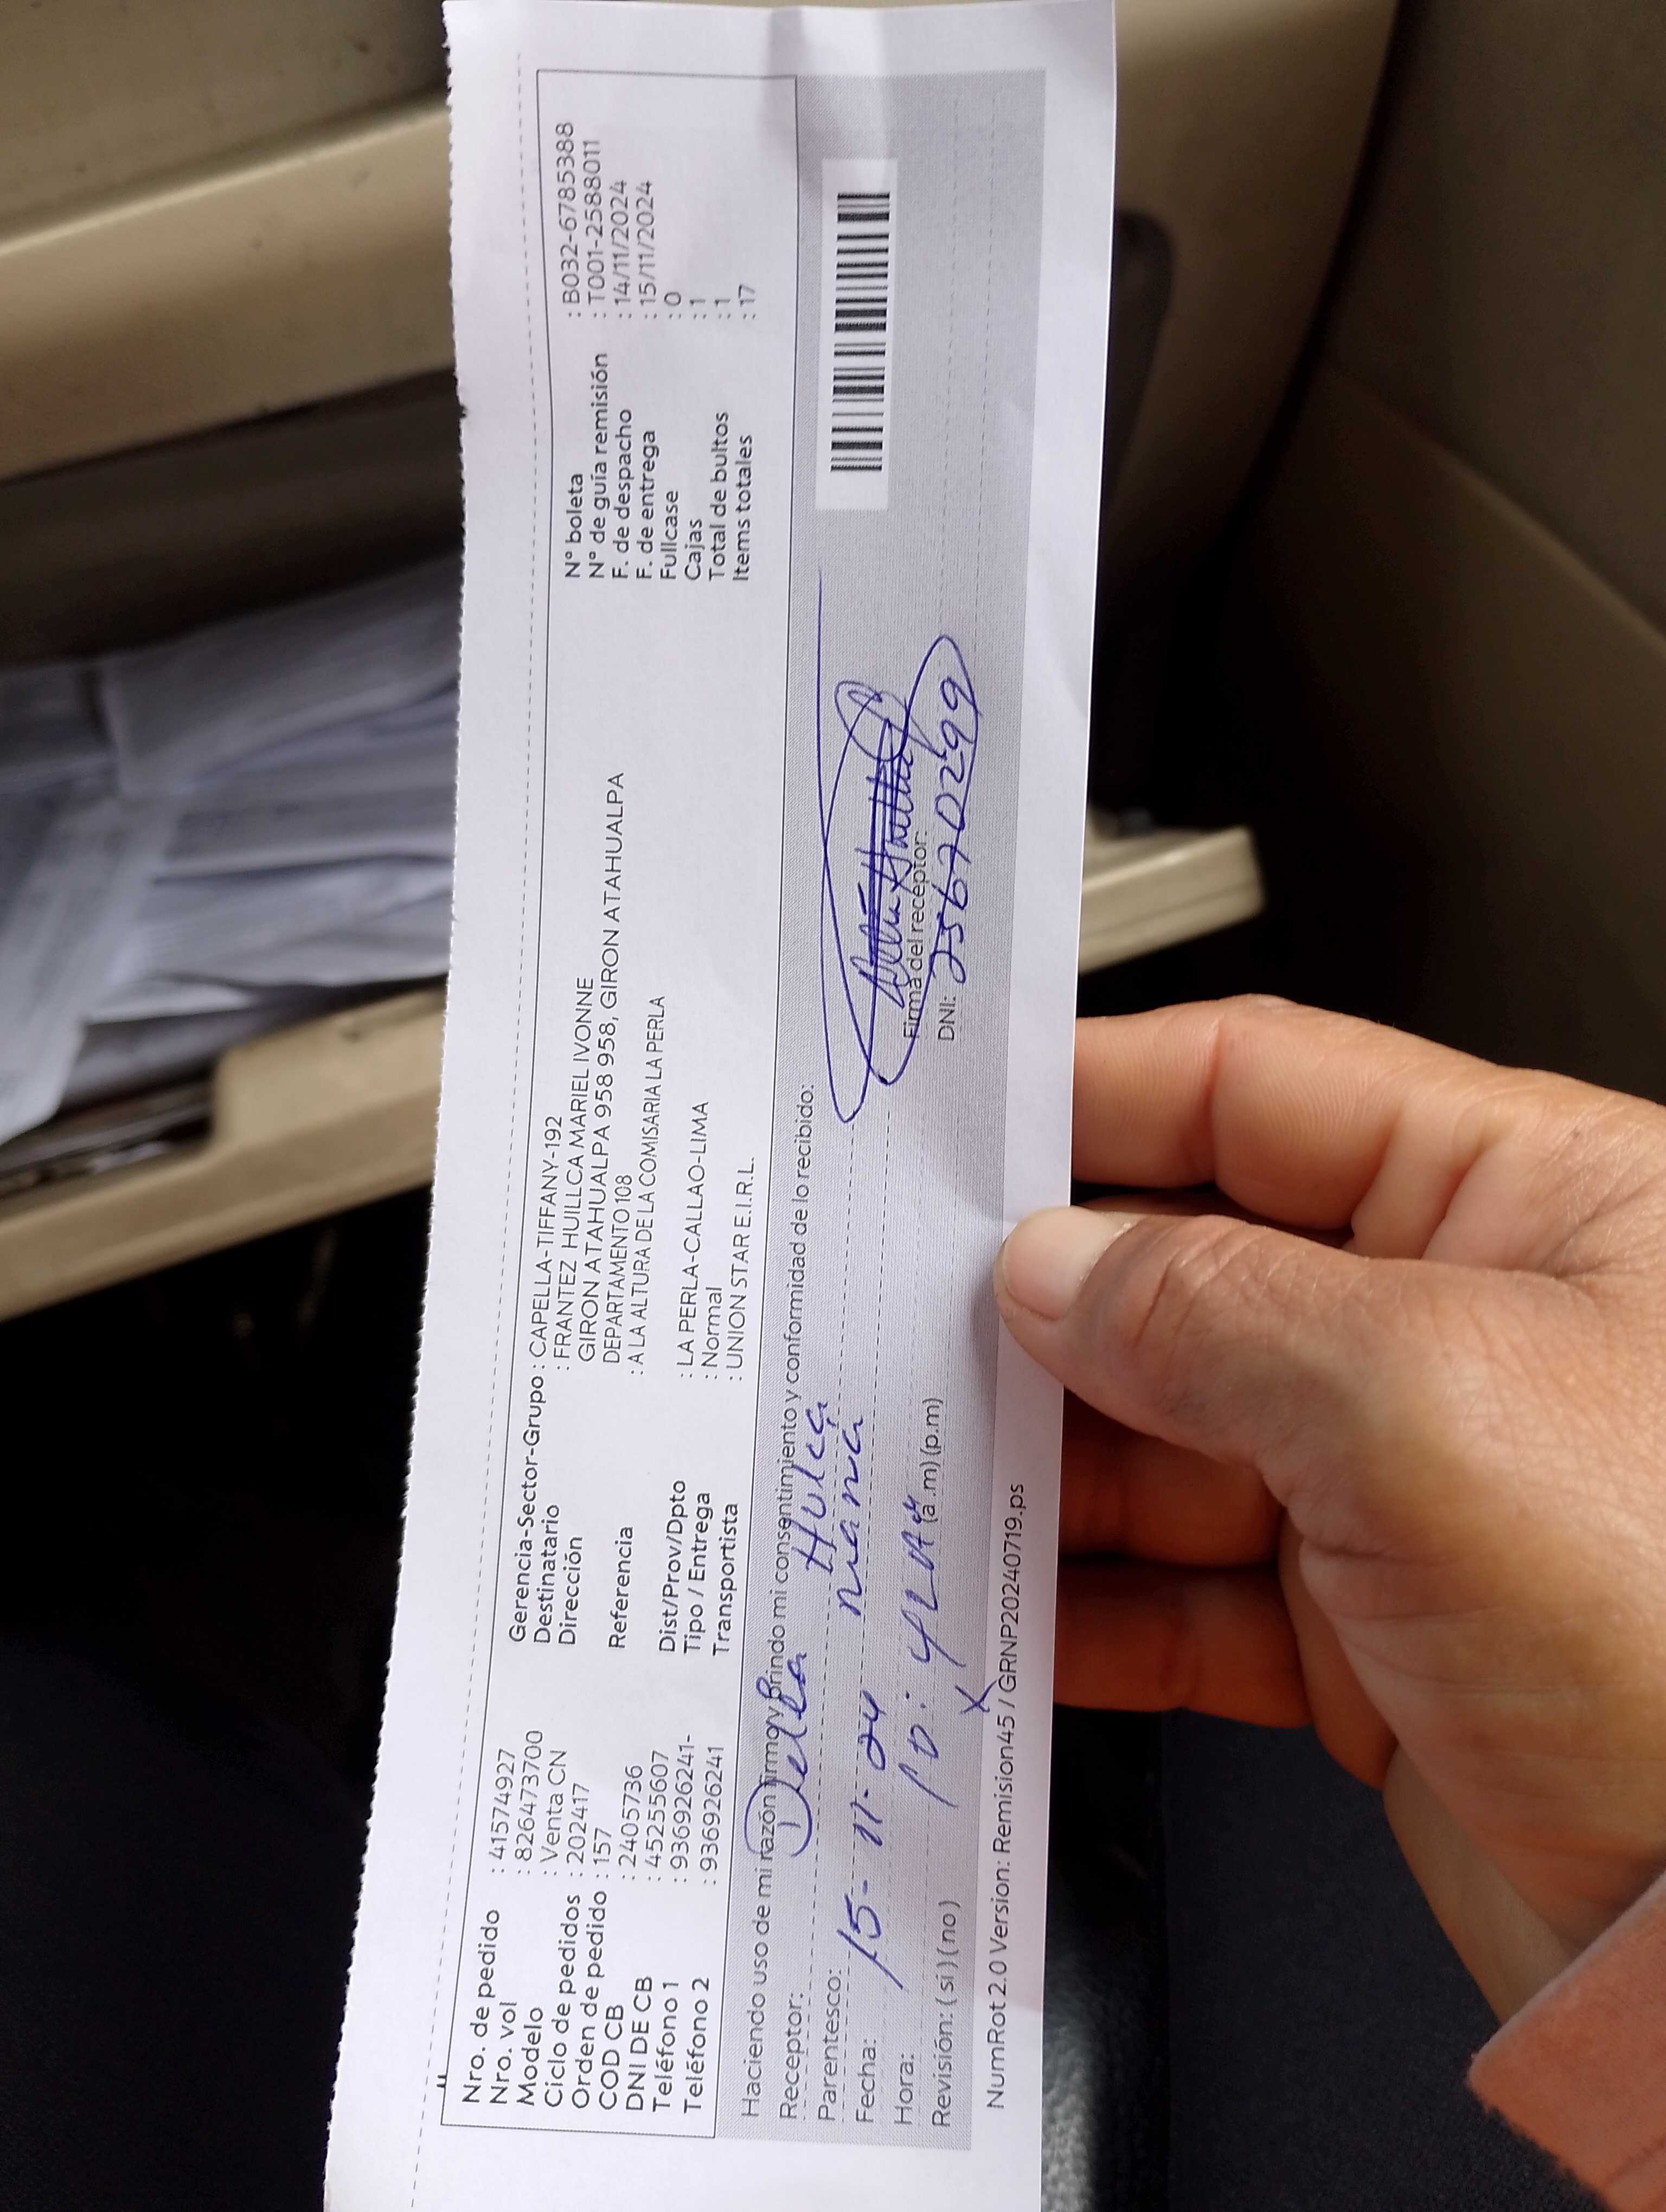 Nro. de pedido : 41574927
Nro. vol : 826473700
Modelo : Venta CN
Ciclo de pedidos : 202417
Orden de pedido : 157
COD CB : 2405736
DNI DE CB : 45255607
Teléfono 1 : 936926241-
Teléfono 2 : 936926241
Gerencia-Sector-Grupo : CAPELLA-TIFFANY-192
Destinatario : FRANTEZ HUILLCA MARIEL IVONNE
Dirección GIRON ATAHUALPA 958 958, GIRON ATAHUALPA
DEPARTAMENTO 108
Referencia : A LA ALTURA DE LA COMISARIA LA PERLA
Dist/Prov/Dpto : LA PERLA-CALLAO-LIMA
Tipo / Entrega : Normal
Transportista : UNION STAR E.I.R.L.
N° boleta : B032-6785388
N° de guía remisión : T001-2588011
F. de despacho : 14/11/2024
F. de entrega : 15/11/2024
Fullcase : 0
Cajas : 1
Total de bultos : 1
Items totales : 17
Haciendo uso de mi razón firmo y brindo mi consentimiento y conformidad de lo recibido:
Receptor: Delia
Parentesco: mamá
Fecha: 15-11-24
Hora: (a.m) (p.m)
Revisión: (sí) (no) x
Firma del receptor:
DNI: 25670299
NumRot 2.0 Version: Remision45 / GRNP20240719.ps